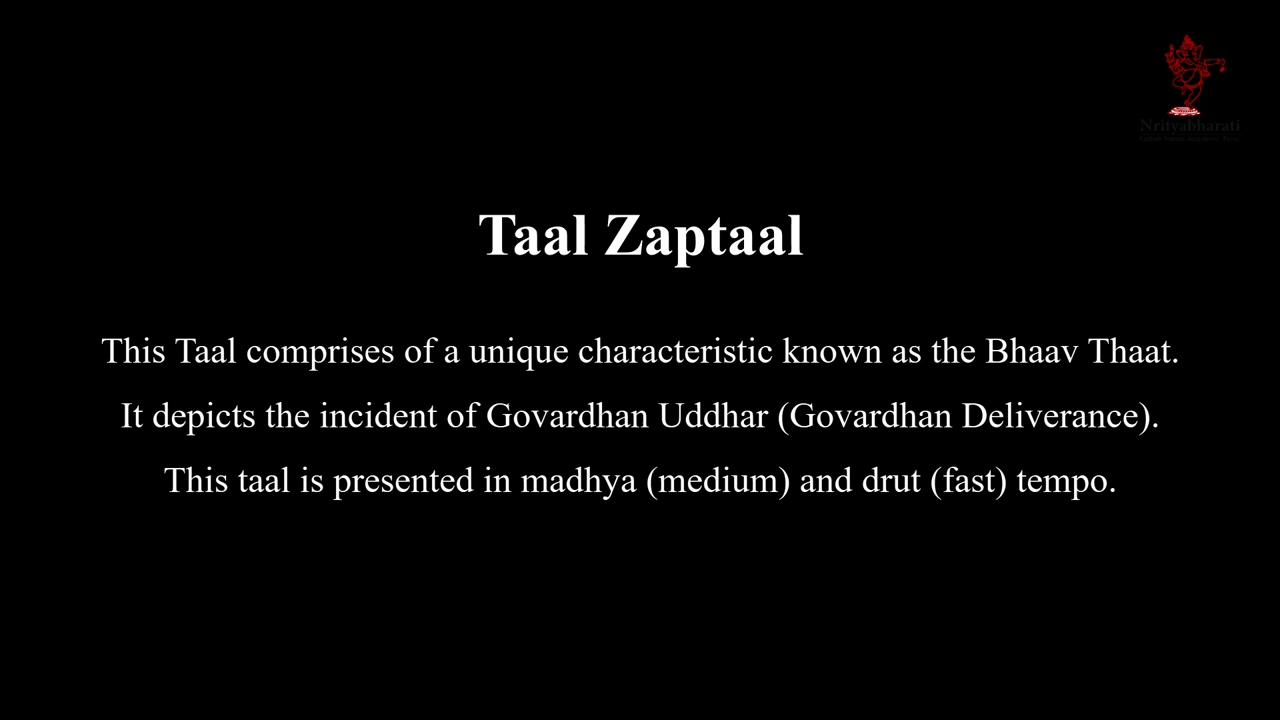 Nrityabharati
Taal Zaptaal
This Taal comprises of a unique characteristic known as the Bhaav Thaat.
It depicts the incident of Govardhan Uddhar (Govardhan Deliverance).
This taal is presented in madhya (medium) and drut (fast) tempo.